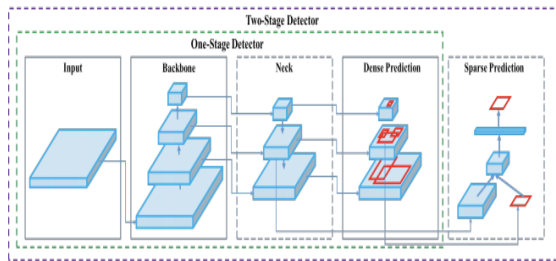 Two-Stage Detector
One-Stage Detector
Input
Backbone
Neck
Dense Prediction
Sparse Prediction